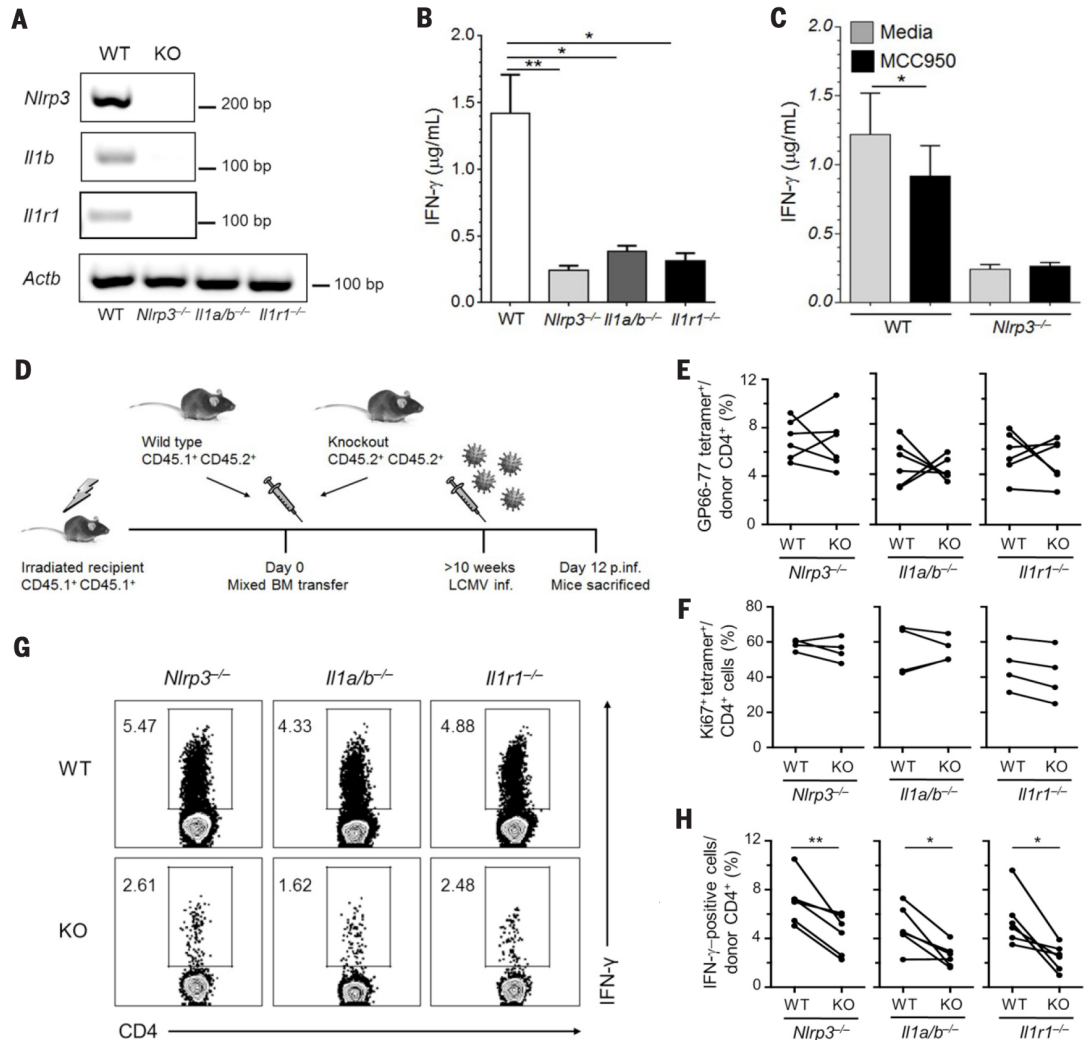 A
WT KO
Nlrp3
200 bp
Il1b
100 bp
Il1r1
100 bp
Actb
100 bp
WT Nlrp3–/– Il1a/b–/– Il1r1–/–
B
2.0
1.5
1.0
0.5
0.0
IFN-γ (μg/mL)
*
*
**
WT
Nlrp3–/– Il1a/b–/– Il1r1–/–
C
2.0
1.5
1.0
0.5
0.0
IFN-γ (μg/mL)
Media
MCC950
*
WT
Nlrp3–/–
D
Wild type
CD45.1+ CD45.2+
Knockout
CD45.2+ CD45.2+
Irradiated recipient
CD45.1+ CD45.1+
Day 0
Mixed BM transfer
>10 weeks
LCMV inf.
Day 12 p.inf.
Mice sacrificed
E
GP66-77 tetramer+/
donor CD4+ (%)
12
8
4
0
WT KO WT KO WT KO
Nlrp3–/– Il1a/b–/– Il1r1–/–
F
Ki67+ tetramer+/
CD4+ cells (%)
80
60
40
20
0
WT KO WT KO WT KO
Nlrp3–/– Il1a/b–/– Il1r1–/–
G
Nlrp3–/– Il1a/b–/– Il1r1–/–
WT
5.47 4.33 4.88
KO
2.61 1.62 2.48
IFN-γ
CD4
H
IFN-γ–positive cells/
donor CD4+ (%)
12
8
4
0
** * *
WT KO WT KO WT KO
Nlrp3–/– Il1a/b–/– Il1r1–/–